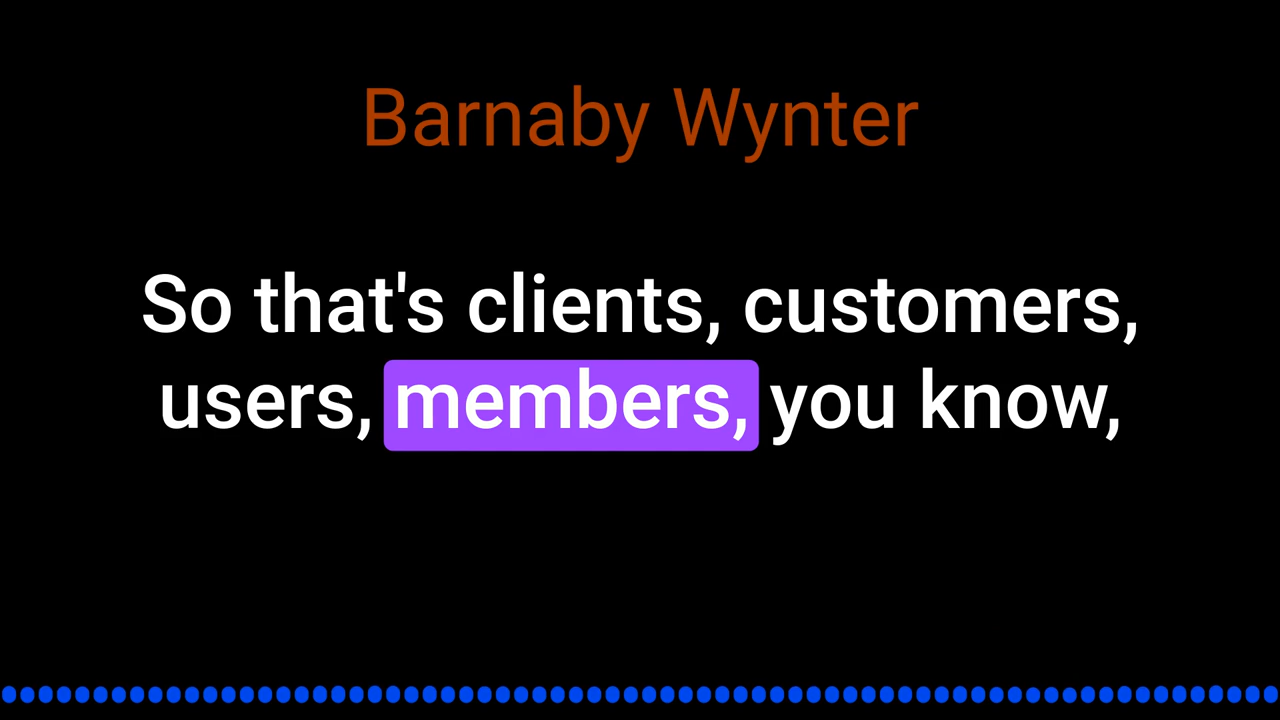 Barnaby Wynter
So that's clients, customers,
users, members, you know,